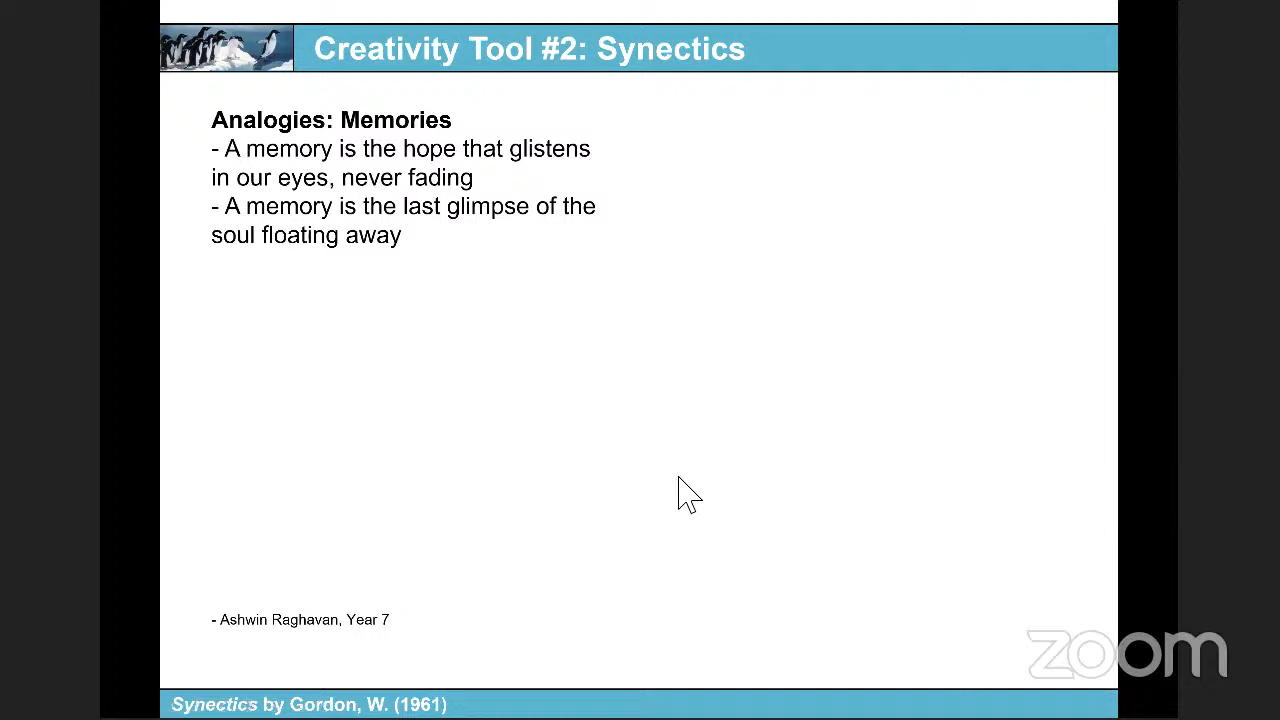 Creativity Tool #2: Synectics
Analogies: Memories
- A memory is the hope that glistens
in our eyes, never fading
- A memory is the last glimpse of the
soul floating away
- Ashwin Raghavan, Year 7
zoom
Synectics by Gordon, W. (1961)